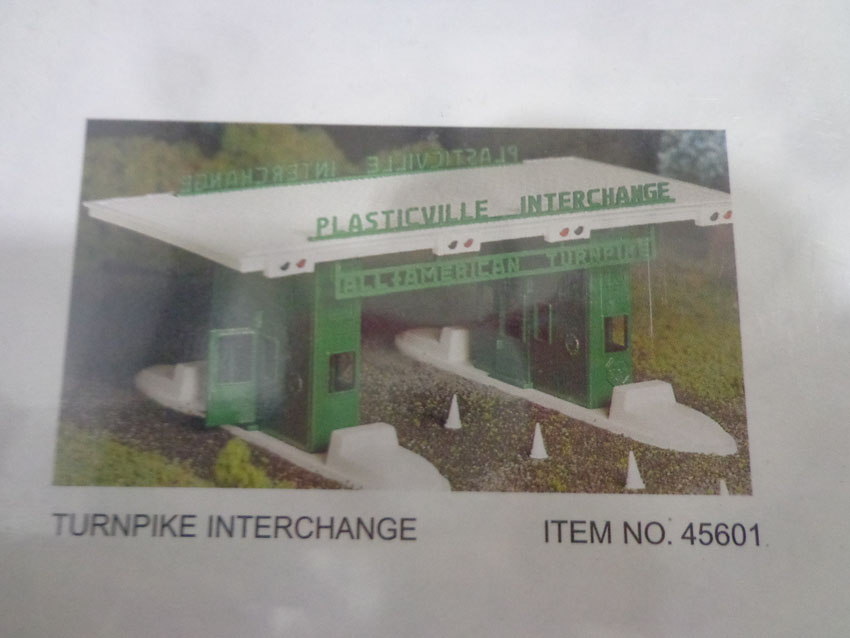 PLASTICVILLE INTERCHANGE
PLASTICVILLE INTERCHANGE
ALL AMERICAN TURNPIKE
TURNPIKE INTERCHANGE
ITEM NO. 45601